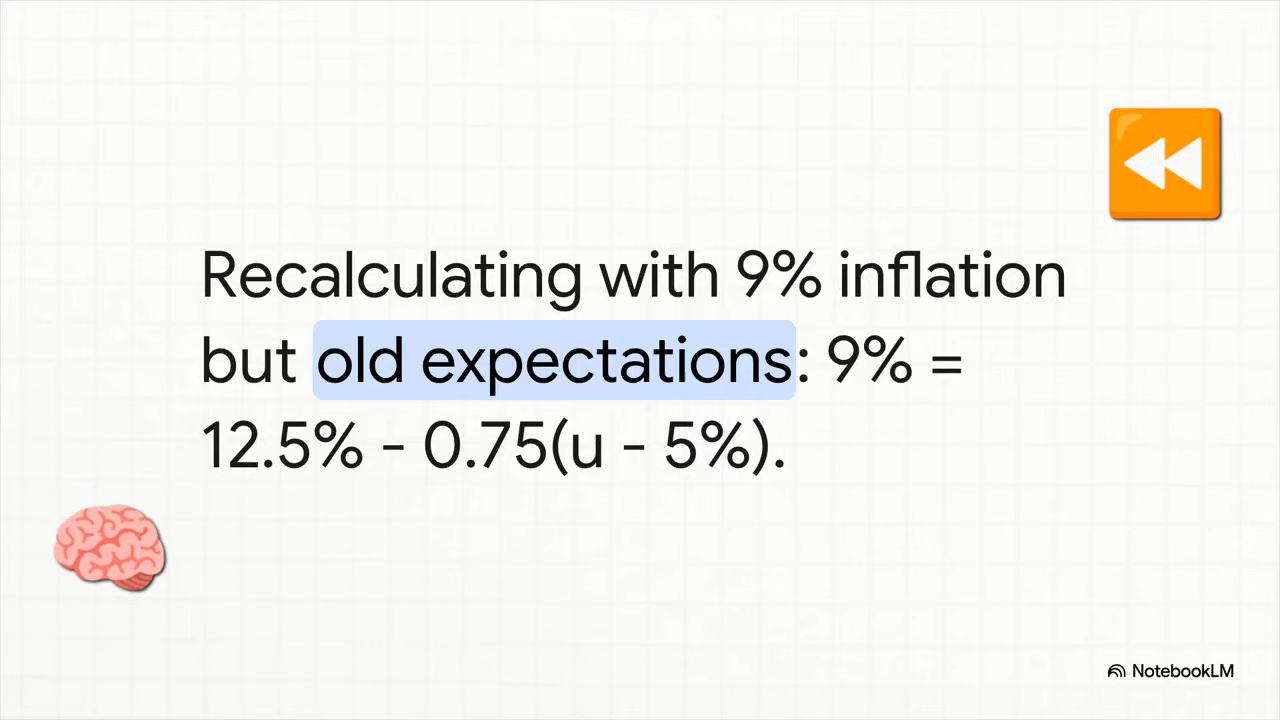 Recalculating with 9% inflation
but old expectations: 9% =
12.5% - 0.75(u - 5%).
NotebookLM